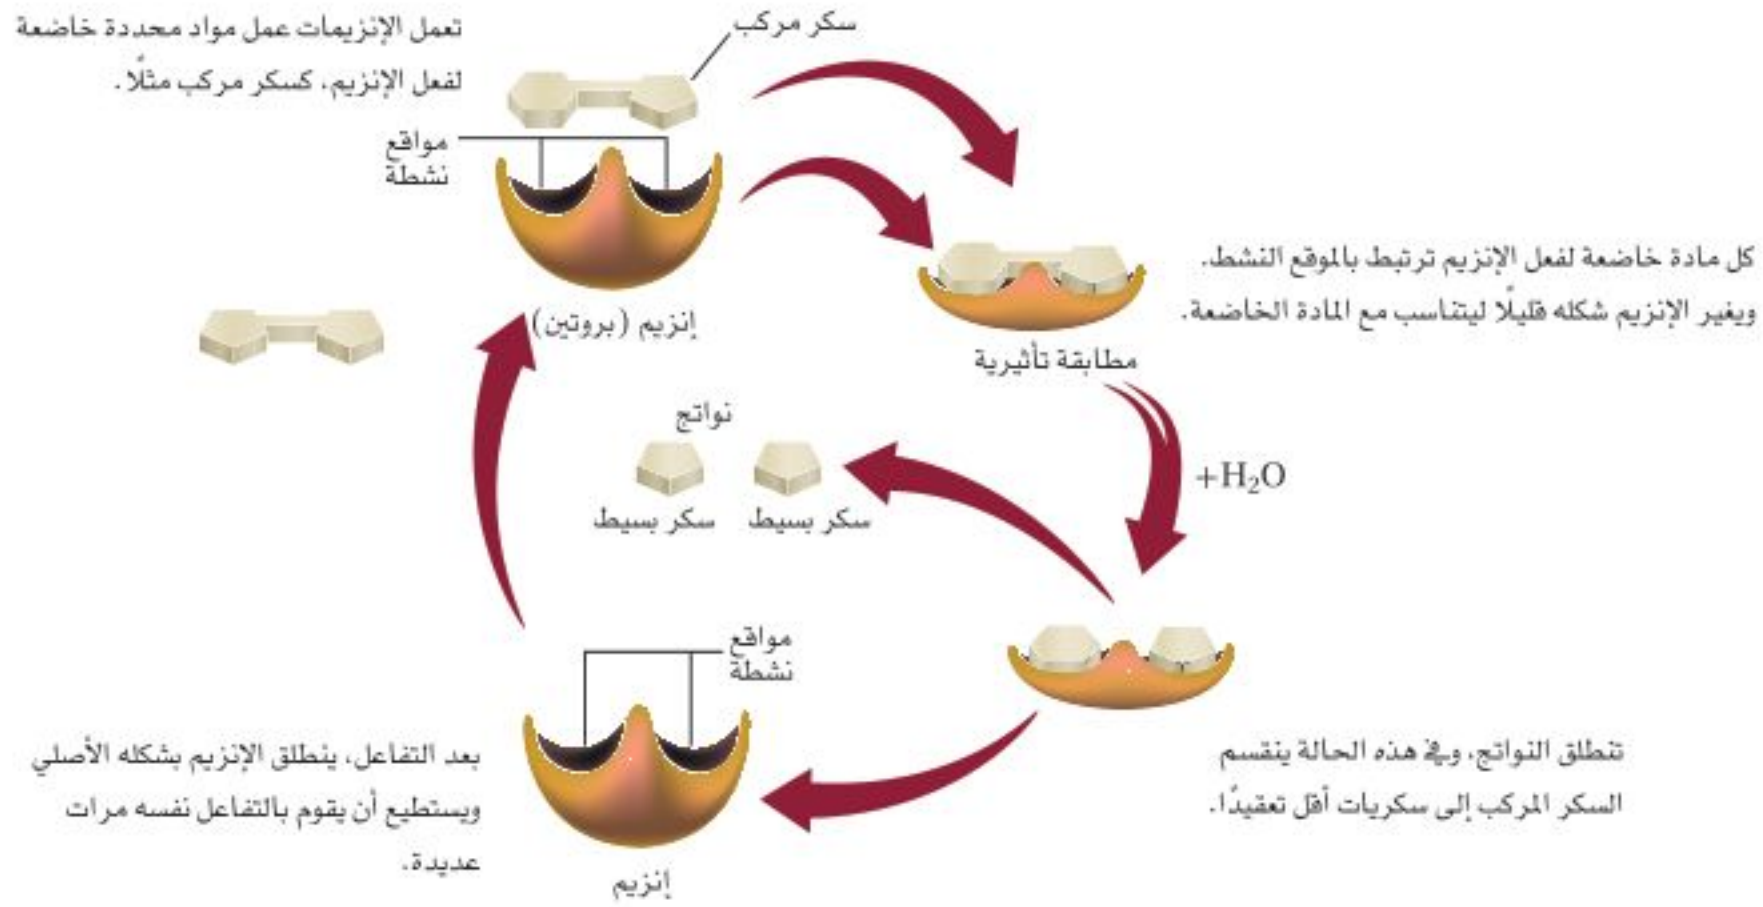 تعمل الإنزيمات عمل مواد محددة خاضعة
لفعل الإنزيم، كسكر مركب مثلًا.
سكر مركب
مواقع
نشطة
إنزيم (بروتين)
كل مادة خاضعة لفعل الإنزيم ترتبط بالموقع النشط.
ويغير الإنزيم شكله قليلًا ليتناسب مع المادة الخاضعة.
مطابقة تأثيرية
+H₂O
نواتج
سكر بسيط
سكر بسيط
تنطلق النواتج، وفي هذه الحالة ينقسم
السكر المركب إلى سكريات أقل تعقيدًا.
مواقع
نشطة
إنزيم
بعد التفاعل، ينطلق الإنزيم بشكله الأصلي
ويستطيع أن يقوم بالتفاعل نفسه مرات
عديدة.